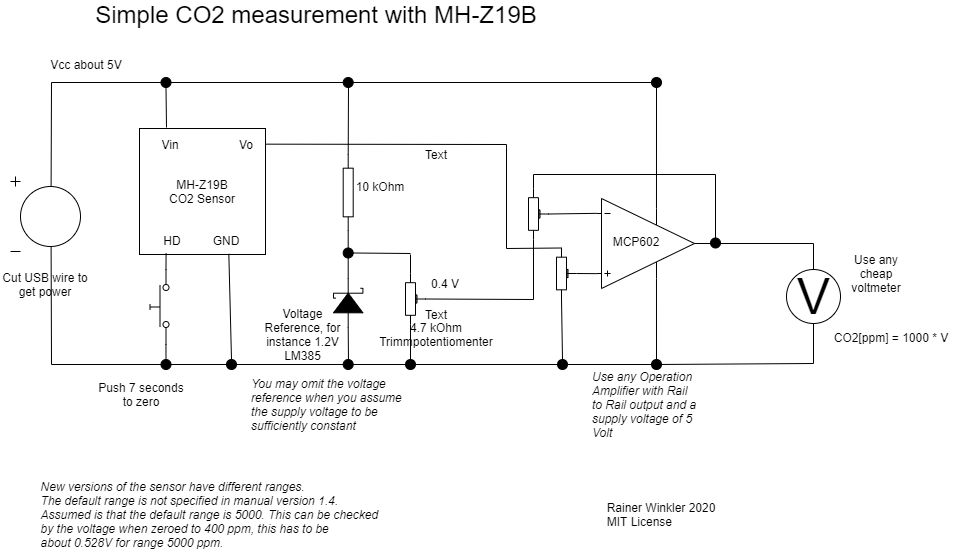 Simple CO2 measurement with MH-Z19B
Vcc about 5V
Vin
Vo
Text
+
MH-Z19B
CO2 Sensor
10 kOhm
−
MCP602
HD
GND
+
−
Use any
cheap
voltmeter
Cut USB wire to
get power
0.4 V
V
Voltage
Reference, for
instance 1.2V
LM385
Text
4.7 kOhm
Trimmpotentiomenter
CO2[ppm] = 1000 * V
Push 7 seconds
to zero
You may omit the voltage
reference when you assume
the supply voltage to be
sufficiently constant
Use any Operation
Amplifier with Rail
to Rail output and a
supply voltage of 5
Volt
New versions of the sensor have different ranges.
The default range is not specified in manual version 1.4.
Assumed is that the default range is 5000. This can be checked
by the voltage when zeroed to 400 ppm, this has to be
about 0.528V for range 5000 ppm.
Rainer Winkler 2020
MIT License